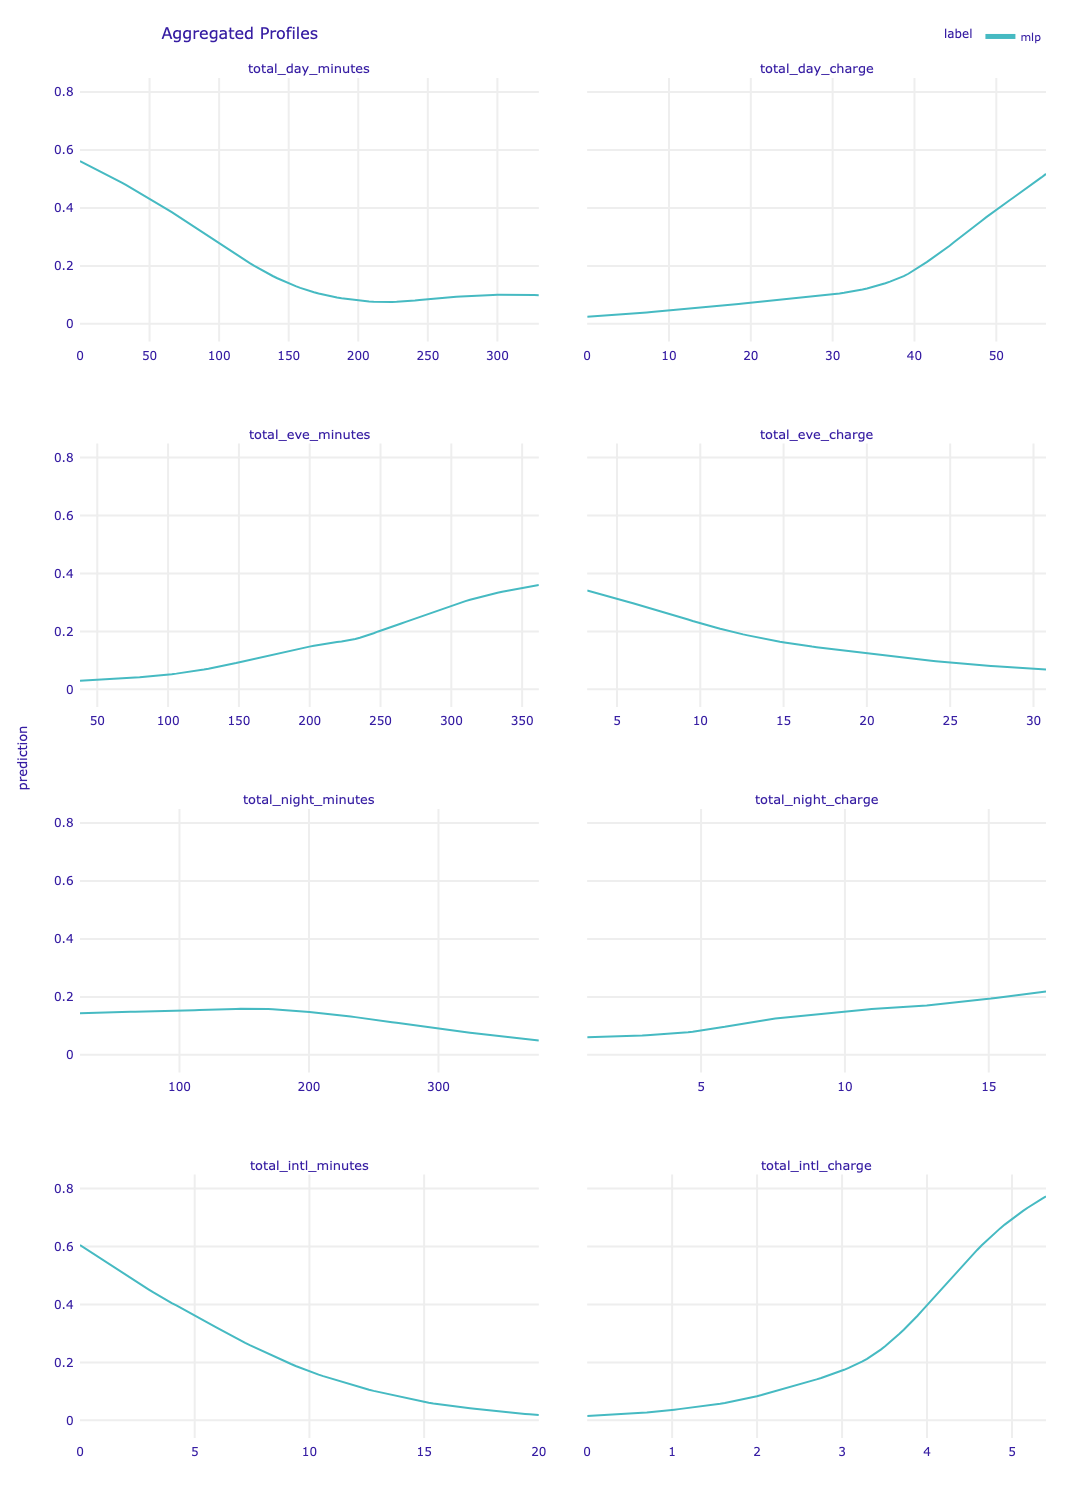 Aggregated Profiles
label mlp
total_day_minutes total_day_charge
0.8
0.6
0.4
0.2
0
0 50 100 150 200 250 300 0 10 20 30 40 50
total_eve_minutes total_eve_charge
0.8
0.6
0.4
0.2
0
50 100 150 200 250 300 350 5 10 15 20 25 30
prediction
total_night_minutes total_night_charge
0.8
0.6
0.4
0.2
0
100 200 300 5 10 15
total_intl_minutes total_intl_charge
0.8
0.6
0.4
0.2
0
0 5 10 15 20 0 1 2 3 4 5